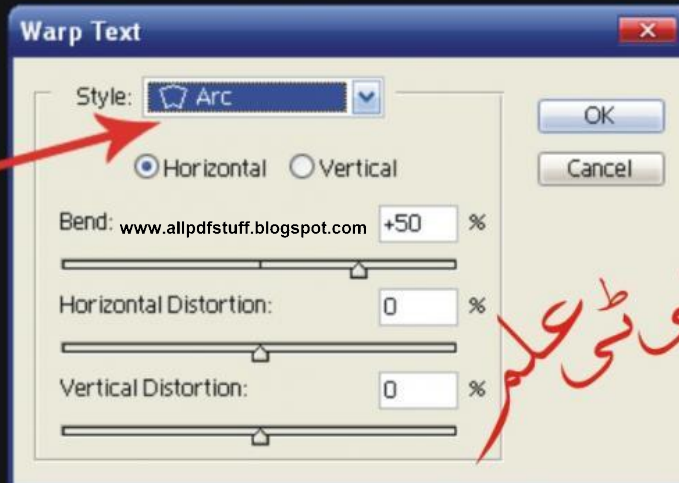 Warp Text
Style: Arc
OK
Horizontal Vertical
Cancel
Bend: www.allpdfstuff.blogspot.com +50 %
Horizontal Distortion: 0 %
علم
Vertical Distortion: 0 %